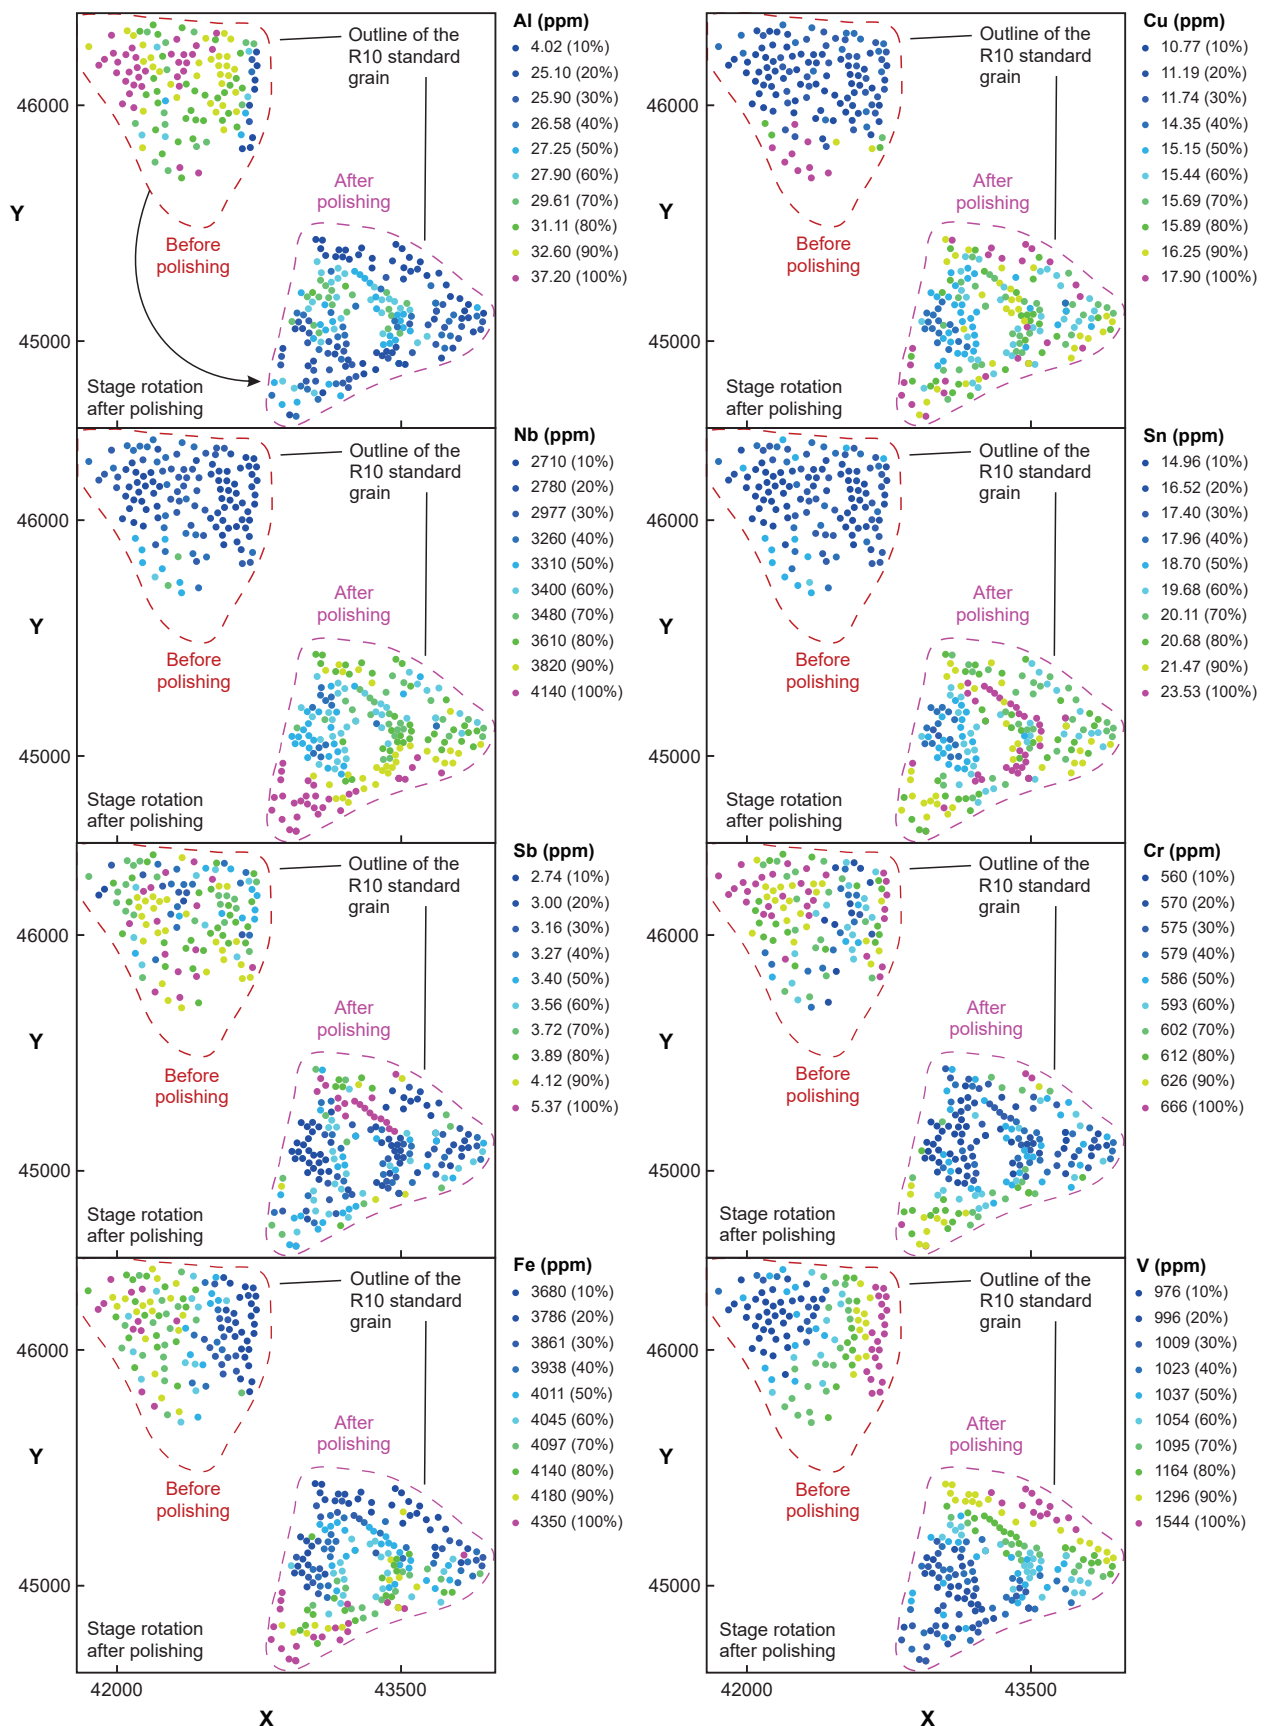 Al (ppm)
4.02 (10%)
25.10 (20%)
25.90 (30%)
26.58 (40%)
27.25 (50%)
27.90 (60%)
29.61 (70%)
31.11 (80%)
32.60 (90%)
37.20 (100%)
Outline of the
R10 standard
grain
46000
Y
45000
After
polishing
Before
polishing
Stage rotation
after polishing
Cu (ppm)
10.77 (10%)
11.19 (20%)
11.74 (30%)
14.35 (40%)
15.15 (50%)
15.44 (60%)
15.69 (70%)
15.89 (80%)
16.25 (90%)
17.90 (100%)
Outline of the
R10 standard
grain
46000
Y
45000
After
polishing
Before
polishing
Stage rotation
after polishing
Nb (ppm)
2710 (10%)
2780 (20%)
2977 (30%)
3260 (40%)
3310 (50%)
3400 (60%)
3480 (70%)
3610 (80%)
3820 (90%)
4140 (100%)
Outline of the
R10 standard
grain
46000
Y
45000
After
polishing
Before
polishing
Stage rotation
after polishing
Sn (ppm)
14.96 (10%)
16.52 (20%)
17.40 (30%)
17.96 (40%)
18.70 (50%)
19.68 (60%)
20.11 (70%)
20.68 (80%)
21.47 (90%)
23.53 (100%)
Outline of the
R10 standard
grain
46000
Y
45000
After
polishing
Before
polishing
Stage rotation
after polishing
Sb (ppm)
2.74 (10%)
3.00 (20%)
3.16 (30%)
3.27 (40%)
3.40 (50%)
3.56 (60%)
3.72 (70%)
3.89 (80%)
4.12 (90%)
5.37 (100%)
Outline of the
R10 standard
grain
46000
Y
45000
After
polishing
Before
polishing
Stage rotation
after polishing
Cr (ppm)
560 (10%)
570 (20%)
575 (30%)
579 (40%)
586 (50%)
593 (60%)
602 (70%)
612 (80%)
626 (90%)
666 (100%)
Outline of the
R10 standard
grain
46000
Y
45000
After
polishing
Before
polishing
Stage rotation
after polishing
Fe (ppm)
3680 (10%)
3786 (20%)
3861 (30%)
3938 (40%)
4011 (50%)
4045 (60%)
4097 (70%)
4140 (80%)
4180 (90%)
4350 (100%)
Outline of the
R10 standard
grain
46000
Y
45000
After
polishing
Before
polishing
Stage rotation
after polishing
42000
43500
X
V (ppm)
976 (10%)
996 (20%)
1009 (30%)
1023 (40%)
1037 (50%)
1054 (60%)
1095 (70%)
1164 (80%)
1296 (90%)
1544 (100%)
Outline of the
R10 standard
grain
46000
Y
45000
After
polishing
Before
polishing
Stage rotation
after polishing
42000
43500
X